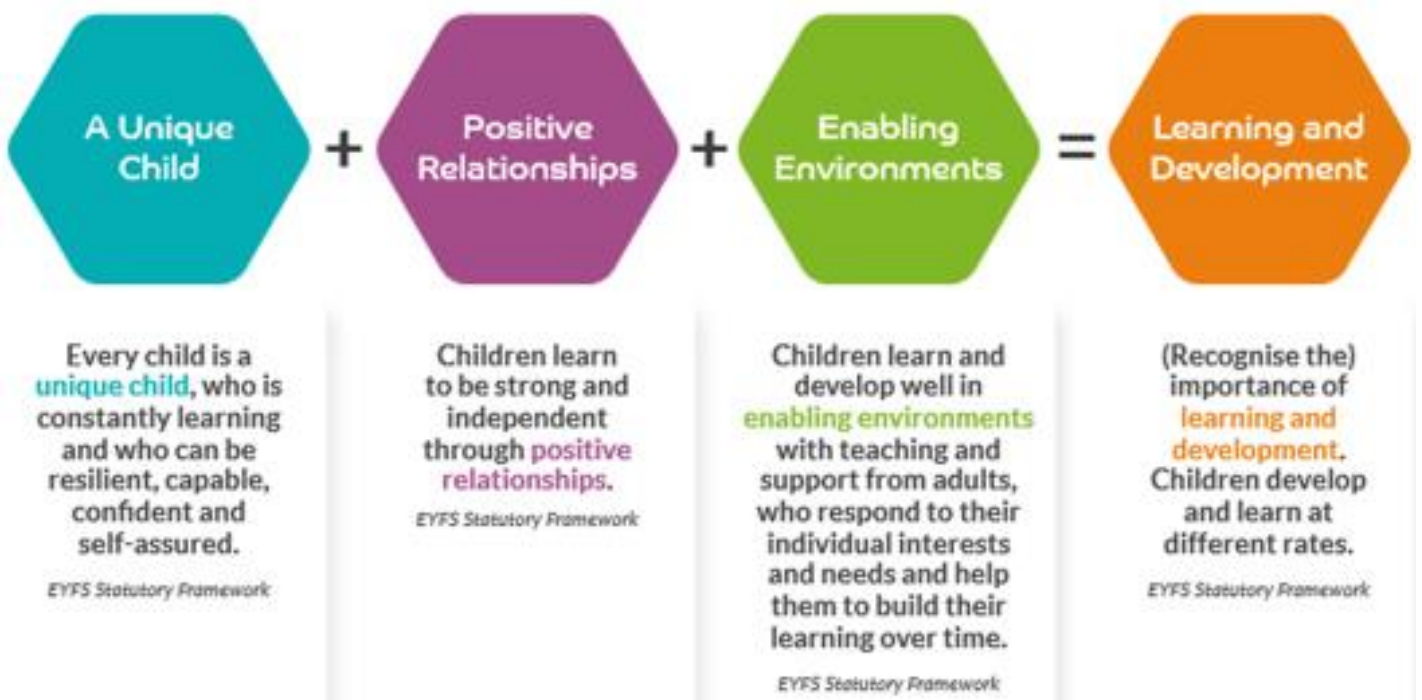 A Unique
Child
+
Positive
Relationships
+
Enabling
Environments
=
Learning and
Development
Every child is a
unique child, who is
constantly learning
and who can be
resilient, capable,
confident and
self-assured.
EYFS Statutory Framework
Children learn
to be strong and
independent
through positive
relationships.
EYFS Statutory Framework
Children learn and
develop well in
enabling environments
with teaching and
support from adults,
who respond to their
individual interests
and needs and help
them to build their
learning over time.
EYFS Statutory Framework
(Recognise the)
importance of
learning and
development.
Children develop
and learn at
different rates.
EYFS Statutory Framework